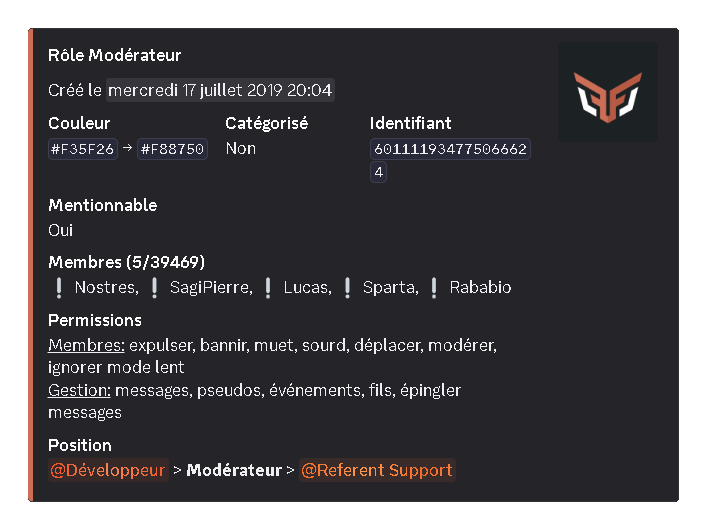 Rôle Modérateur
Créé le mercredi 17 juillet 2019 20:04
Couleur Catégorisé Identifiant
#F35F26 → #F88750 Non 60111193477506662
4
Mentionnable
Oui
Membres (5/39469)
❕ Nostres, ❕ SagiPierre, ❕ Lucas, ❕ Sparta, ❕ Rababio
Permissions
Membres: expulser, bannir, muet, sourd, déplacer, modérer,
ignorer mode lent
Gestion: messages, pseudos, événements, fils, épingler
messages
Position
@Développeur > Modérateur > @Referent Support